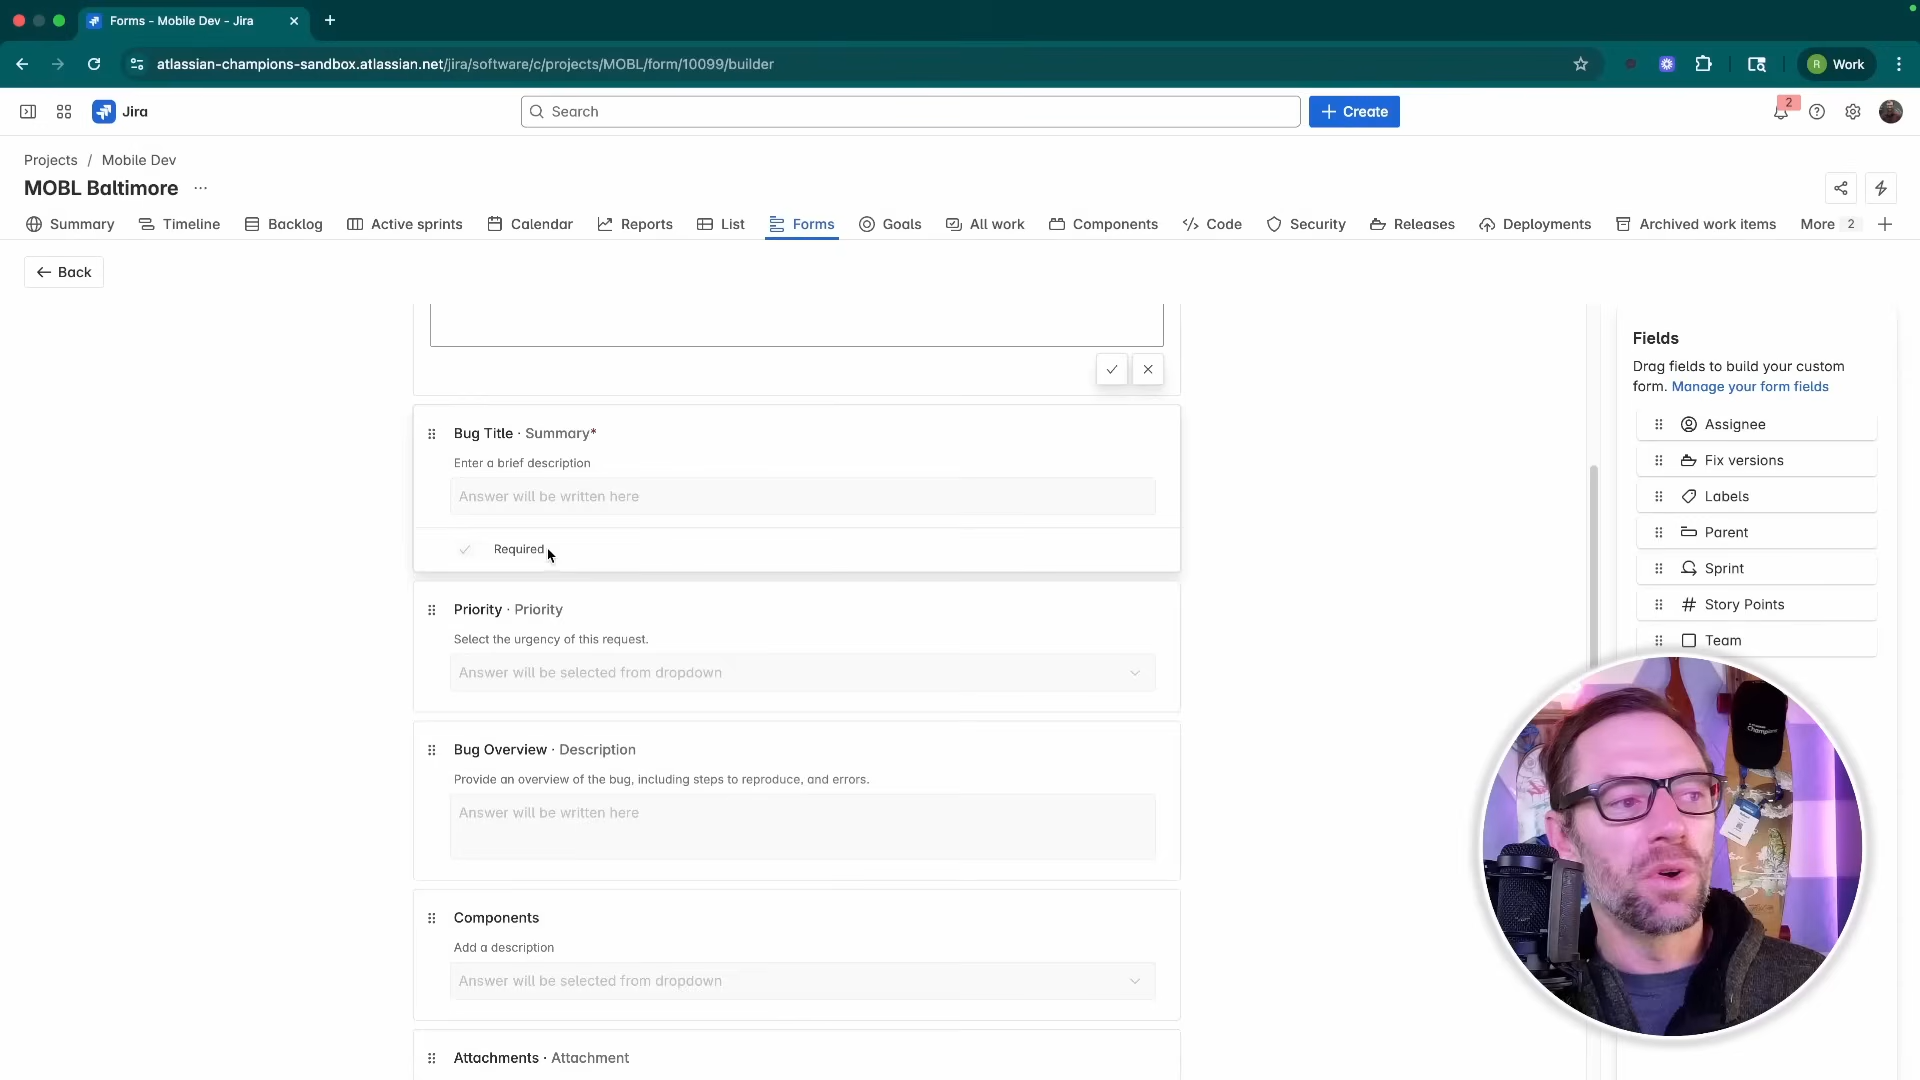 Forms - Mobile Dev - Jira
atlassian-champions-sandbox.atlassian.net/jira/software/c/projects/MOBL/form/10099/builder
R Work
Jira
Search
Create
2
Projects / Mobile Dev
MOBL Baltimore
Summary Timeline Backlog Active sprints Calendar Reports List Forms Goals All work Components Code Security Releases Deployments Archived work items More 2
Back
Bug Title · Summary*
Enter a brief description
Answer will be written here
Required
Priority · Priority
Select the urgency of this request.
Answer will be selected from dropdown
Bug Overview · Description
Provide an overview of the bug, including steps to reproduce, and errors.
Answer will be written here
Components
Add a description
Answer will be selected from dropdown
Attachments · Attachment
Fields
Drag fields to build your custom
form. Manage your form fields
Assignee
Fix versions
Labels
Parent
Sprint
Story Points
Team
Champions